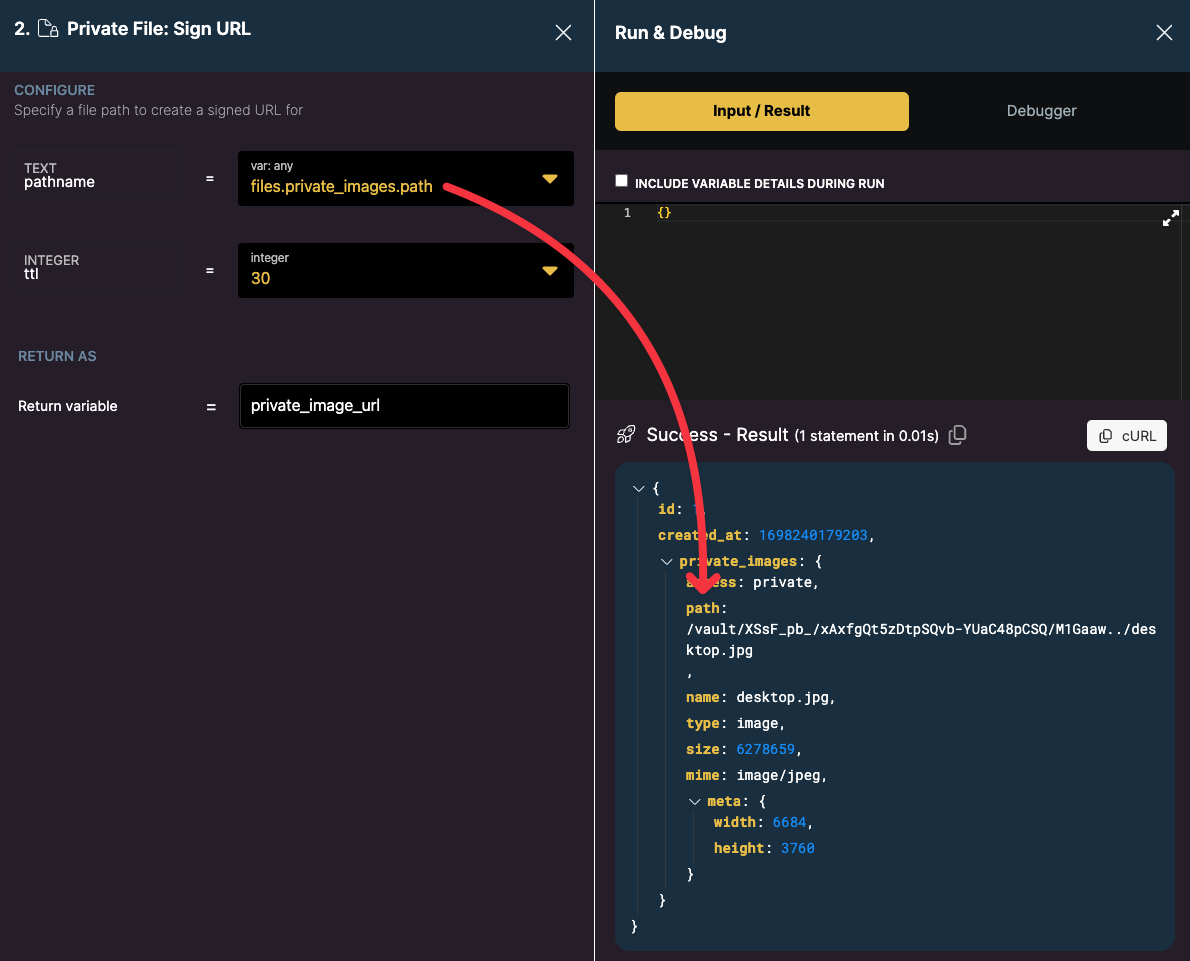 2. Private File: Sign URL
CONFIGURE
Specify a file path to create a signed URL for
TEXT
pathname
=
var: any
files.private_images.path
INTEGER
ttl
=
integer
30
RETURN AS
Return variable
=
private_image_url
Run & Debug
Input / Result
Debugger
INCLUDE VARIABLE DETAILS DURING RUN
1
{}
Success - Result (1 statement in 0.01s)
cURL
{
id: ,
created_at: 1698240179203,
private_images: {
access: private,
path:
/vault/XSsF_pb_/xAxfgQt5zDtpSQvb-YUaC48pCSQ/M1Gaaw../des
ktop.jpg
,
name: desktop.jpg,
type: image,
size: 6278659,
mime: image/jpeg,
meta: {
width: 6684,
height: 3760
}
}
}